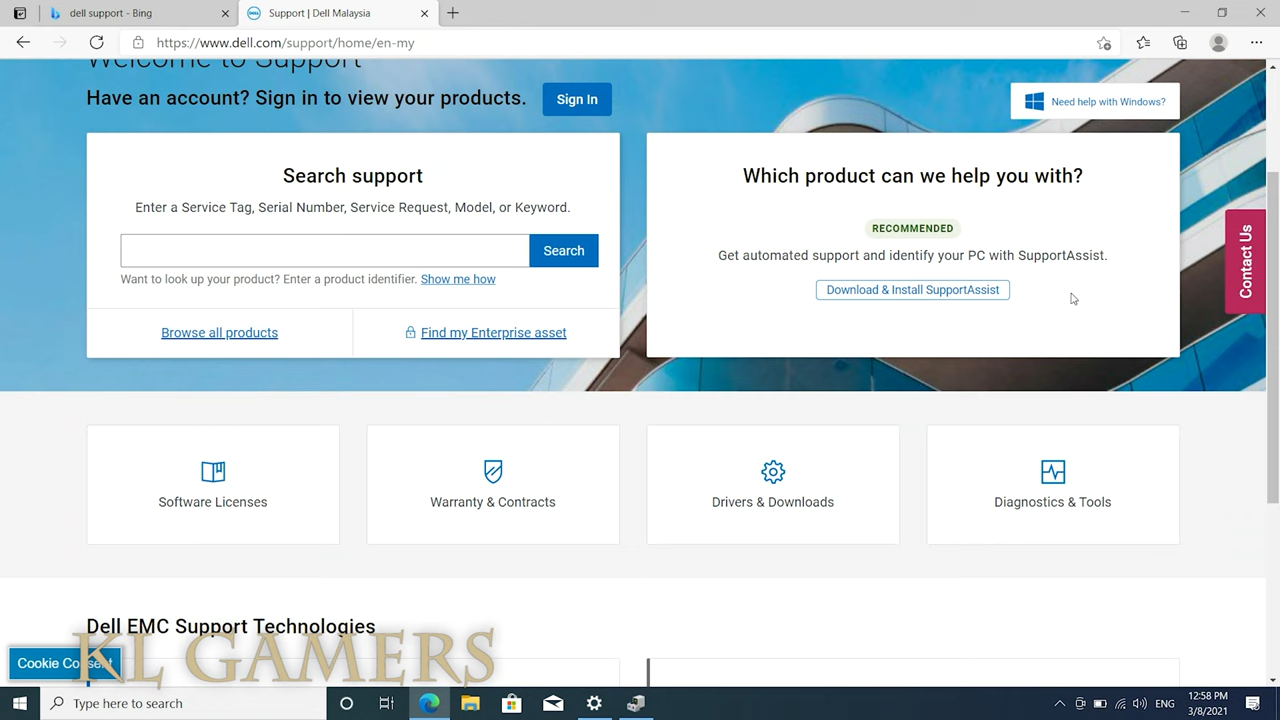 dell support - Bing
Support | Dell Malaysia
https://www.dell.com/support/home/en-my
Welcome to Support
Have an account? Sign in to view your products.
Sign In
Need help with Windows?
Search support
Enter a Service Tag, Serial Number, Service Request, Model, or Keyword.
Search
Want to look up your product? Enter a product identifier. Show me how
Browse all products
Find my Enterprise asset
Which product can we help you with?
RECOMMENDED
Get automated support and identify your PC with SupportAssist.
Download & Install SupportAssist
Contact Us
Software Licenses
Warranty & Contracts
Drivers & Downloads
Diagnostics & Tools
Dell EMC Support Technologies
KL GAMERS
Cookie Consent
Type here to search
ENG
12:58 PM
3/8/2021